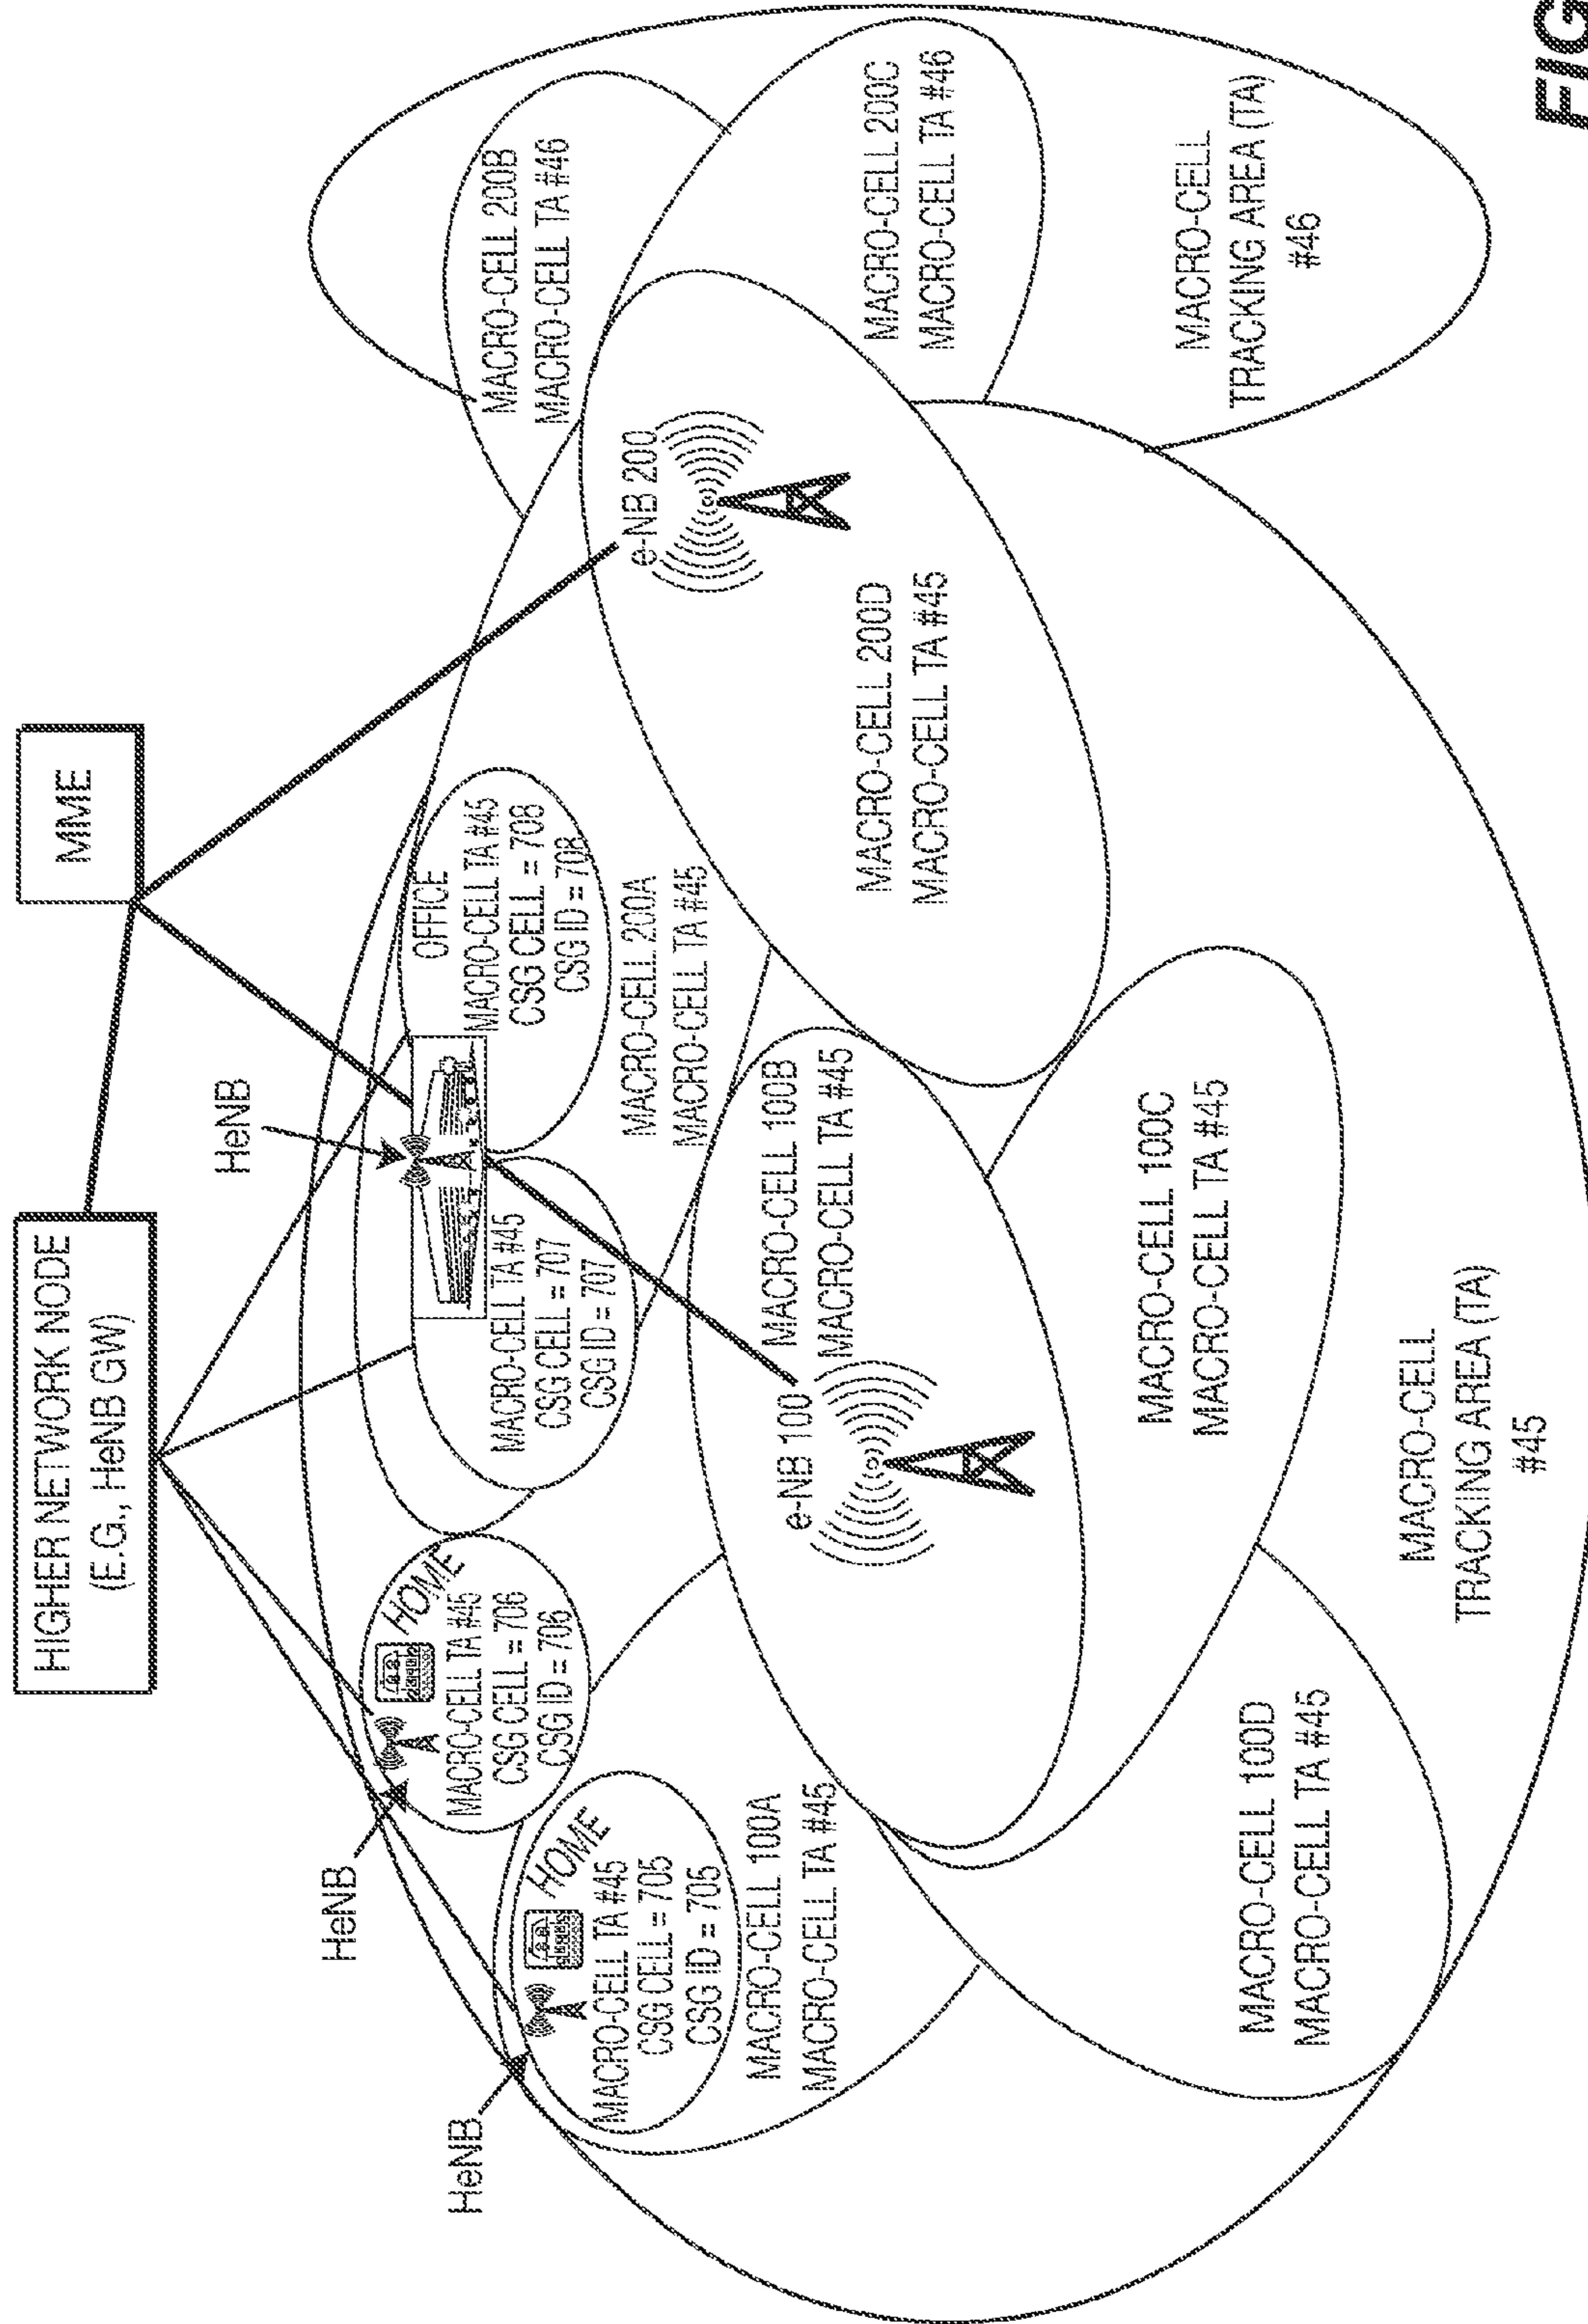 HIGHER NETWORK NODE
(E.G., HeNB GW)
MME
HeNB
HeNB
HeNB
HOME
MACRO-CELL TA #45
CSG CELL = 705
CSG ID = 705
HOME
MACRO-CELL TA #45
CSG CELL = 706
CSG ID = 706
MACRO-CELL TA #45
CSG CELL = 707
CSG ID = 707
OFFICE
MACRO-CELL TA #45
CSG CELL = 708
CSG ID = 708
MACRO-CELL 100A
MACRO-CELL TA #45
MACRO-CELL 200A
MACRO-CELL TA #45
MACRO-CELL 200B
MACRO-CELL TA #46
e-NB 100
MACRO-CELL 100B
MACRO-CELL TA #45
e-NB 200
MACRO-CELL 200D
MACRO-CELL TA #45
MACRO-CELL 200C
MACRO-CELL TA #46
MACRO-CELL 100C
MACRO-CELL TA #45
MACRO-CELL 100D
MACRO-CELL TA #45
MACRO-CELL
TRACKING AREA (TA)
#45
MACRO-CELL
TRACKING AREA (TA)
#46
FIG